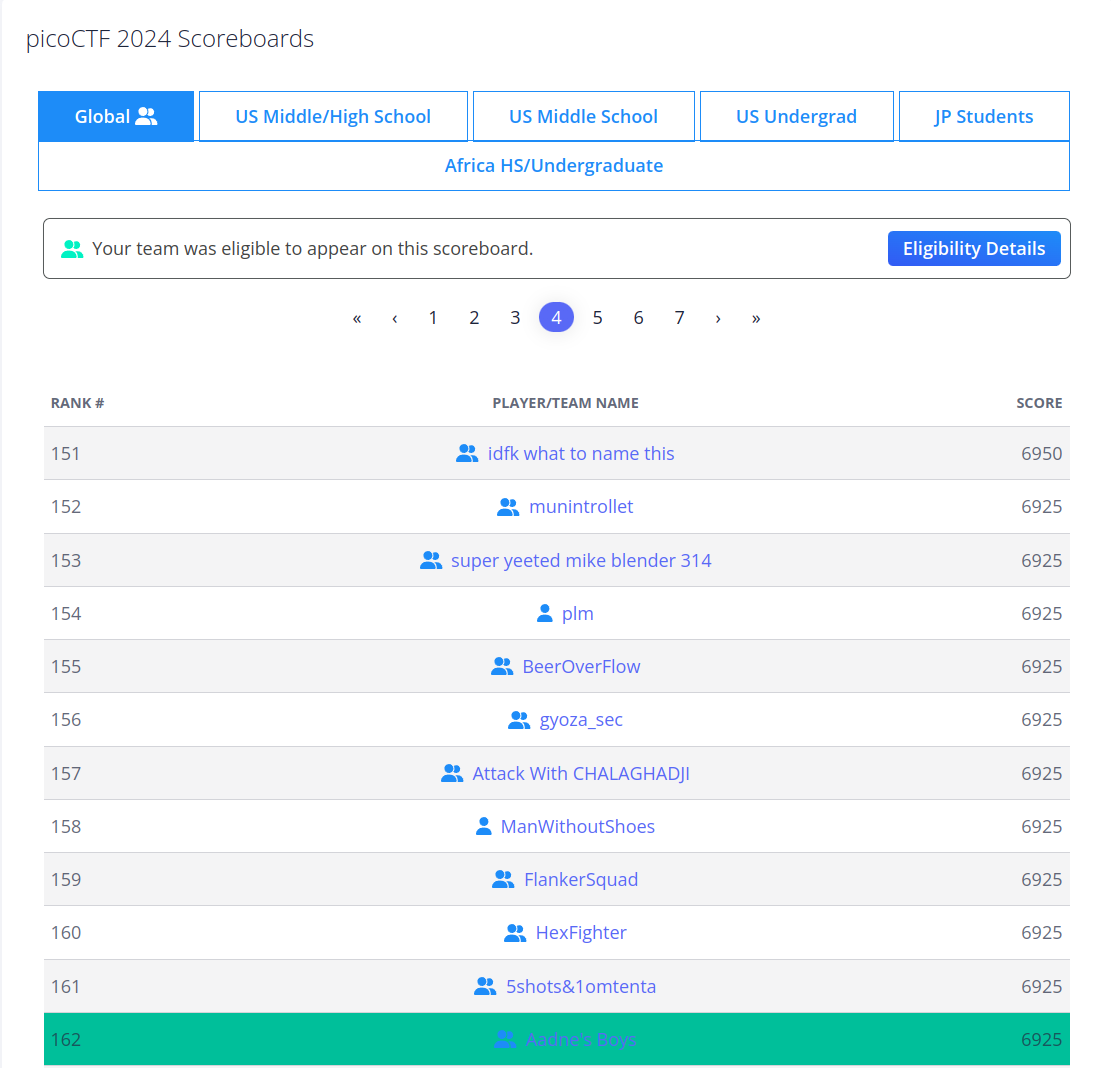 picoCTF 2024 Scoreboards
Global US Middle/High School US Middle School US Undergrad JP Students
Africa HS/Undergraduate
Your team was eligible to appear on this scoreboard. Eligibility Details
« ‹ 1 2 3 4 5 6 7 › »
RANK # PLAYER/TEAM NAME SCORE
151 idfk what to name this 6950
152 munintrollet 6925
153 super yeeted mike blender 314 6925
154 plm 6925
155 BeerOverFlow 6925
156 gyoza_sec 6925
157 Attack With CHALAGHADJI 6925
158 ManWithoutShoes 6925
159 FlankerSquad 6925
160 HexFighter 6925
161 5shots&1omtenta 6925
162 Aadne's Boys 6925